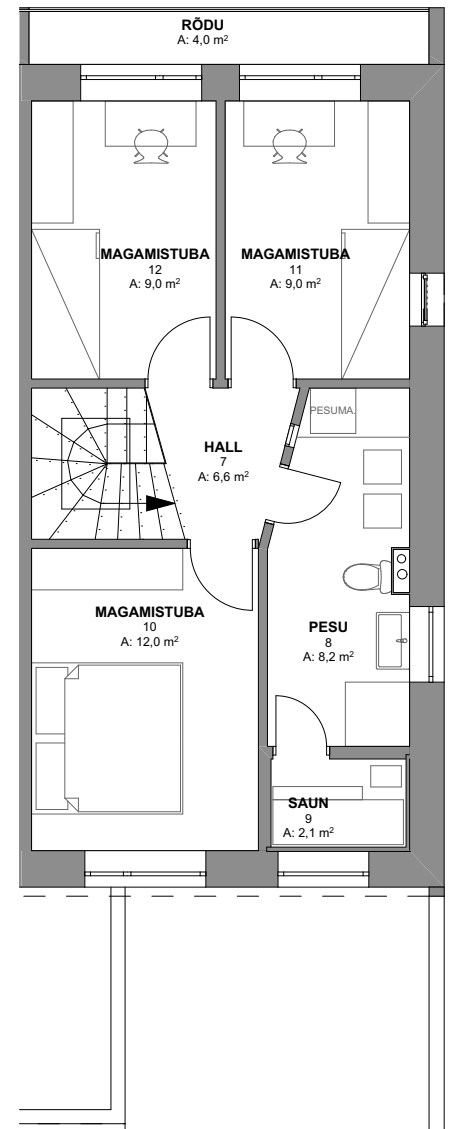 RÕDU
A: 4,0 m²
MAGAMISTUBA
12
A: 9,0 m²
MAGAMISTUBA
11
A: 9,0 m²
PESUMA.
HALL
7
A: 6,6 m²
MAGAMISTUBA
10
A: 12,0 m²
PESU
8
A: 8,2 m²
SAUN
9
A: 2,1 m²